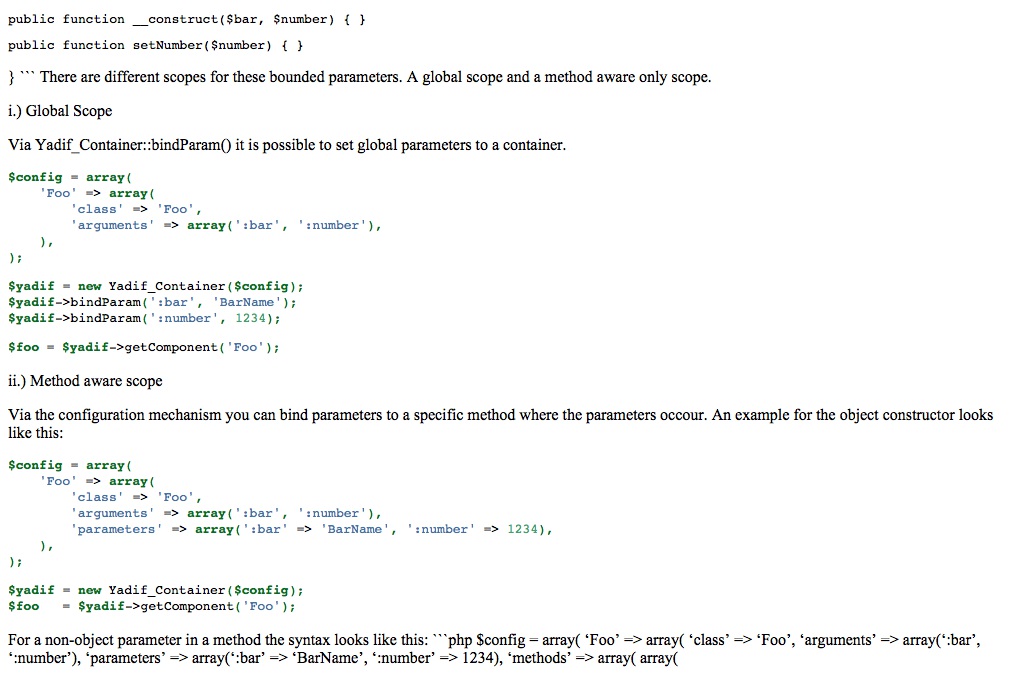 public function __construct($bar, $number) { }
public function setNumber($number) { }
} ``` There are different scopes for these bounded parameters. A global scope and a method aware only scope.
i.) Global Scope
Via Yadif_Container::bindParam() it is possible to set global parameters to a container.
$config = array(
    'Foo' => array(
        'class' => 'Foo',
        'arguments' => array(':bar', ':number'),
    ),
);
$yadif = new Yadif_Container($config);
$yadif->bindParam(':bar', 'BarName');
$yadif->bindParam(':number', 1234);
$foo = $yadif->getComponent('Foo');
ii.) Method aware scope
Via the configuration mechanism you can bind parameters to a specific method where the parameters occour. An example for the object constructor looks
like this:
$config = array(
    'Foo' => array(
        'class' => 'Foo',
        'arguments' => array(':bar', ':number'),
        'parameters' => array(':bar' => 'BarName', ':number' => 1234),
    ),
);
$yadif = new Yadif_Container($config);
$foo   = $yadif->getComponent('Foo');
For a non-object parameter in a method the syntax looks like this: ```php $config = array( ‘Foo’ => array( ‘class’ => ‘Foo’, ‘arguments’ => array(‘:bar’,
‘:number’), ‘parameters’ => array(‘:bar’ => ‘BarName’, ‘:number’ => 1234), ‘methods’ => array( array(